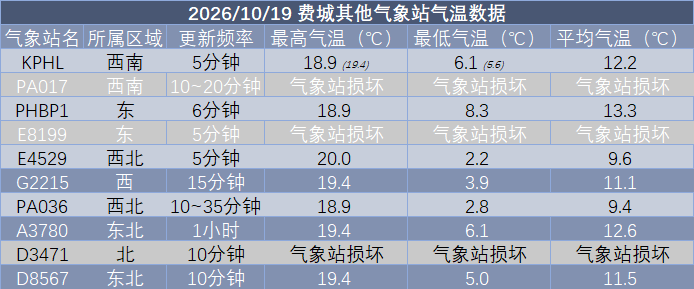 2026/10/19 费城其他气象站气温数据
气象站名 所属区域 更新频率 最高气温（℃） 最低气温（℃） 平均气温（℃）
KPHL 西南 5分钟 18.9 (19.4) 6.1 (5.6) 12.2
PA017 西南 10~20分钟 气象站损坏 气象站损坏 气象站损坏
PHBP1 东 6分钟 18.9 8.3 13.3
E8199 东 5分钟 气象站损坏 气象站损坏 气象站损坏
E4529 西北 5分钟 20.0 2.2 9.6
G2215 西 15分钟 19.4 3.9 11.1
PA036 西北 10~35分钟 18.9 2.8 9.4
A3780 东北 1小时 19.4 6.1 12.6
D3471 北 10分钟 气象站损坏 气象站损坏 气象站损坏
D8567 东北 10分钟 19.4 5.0 11.5